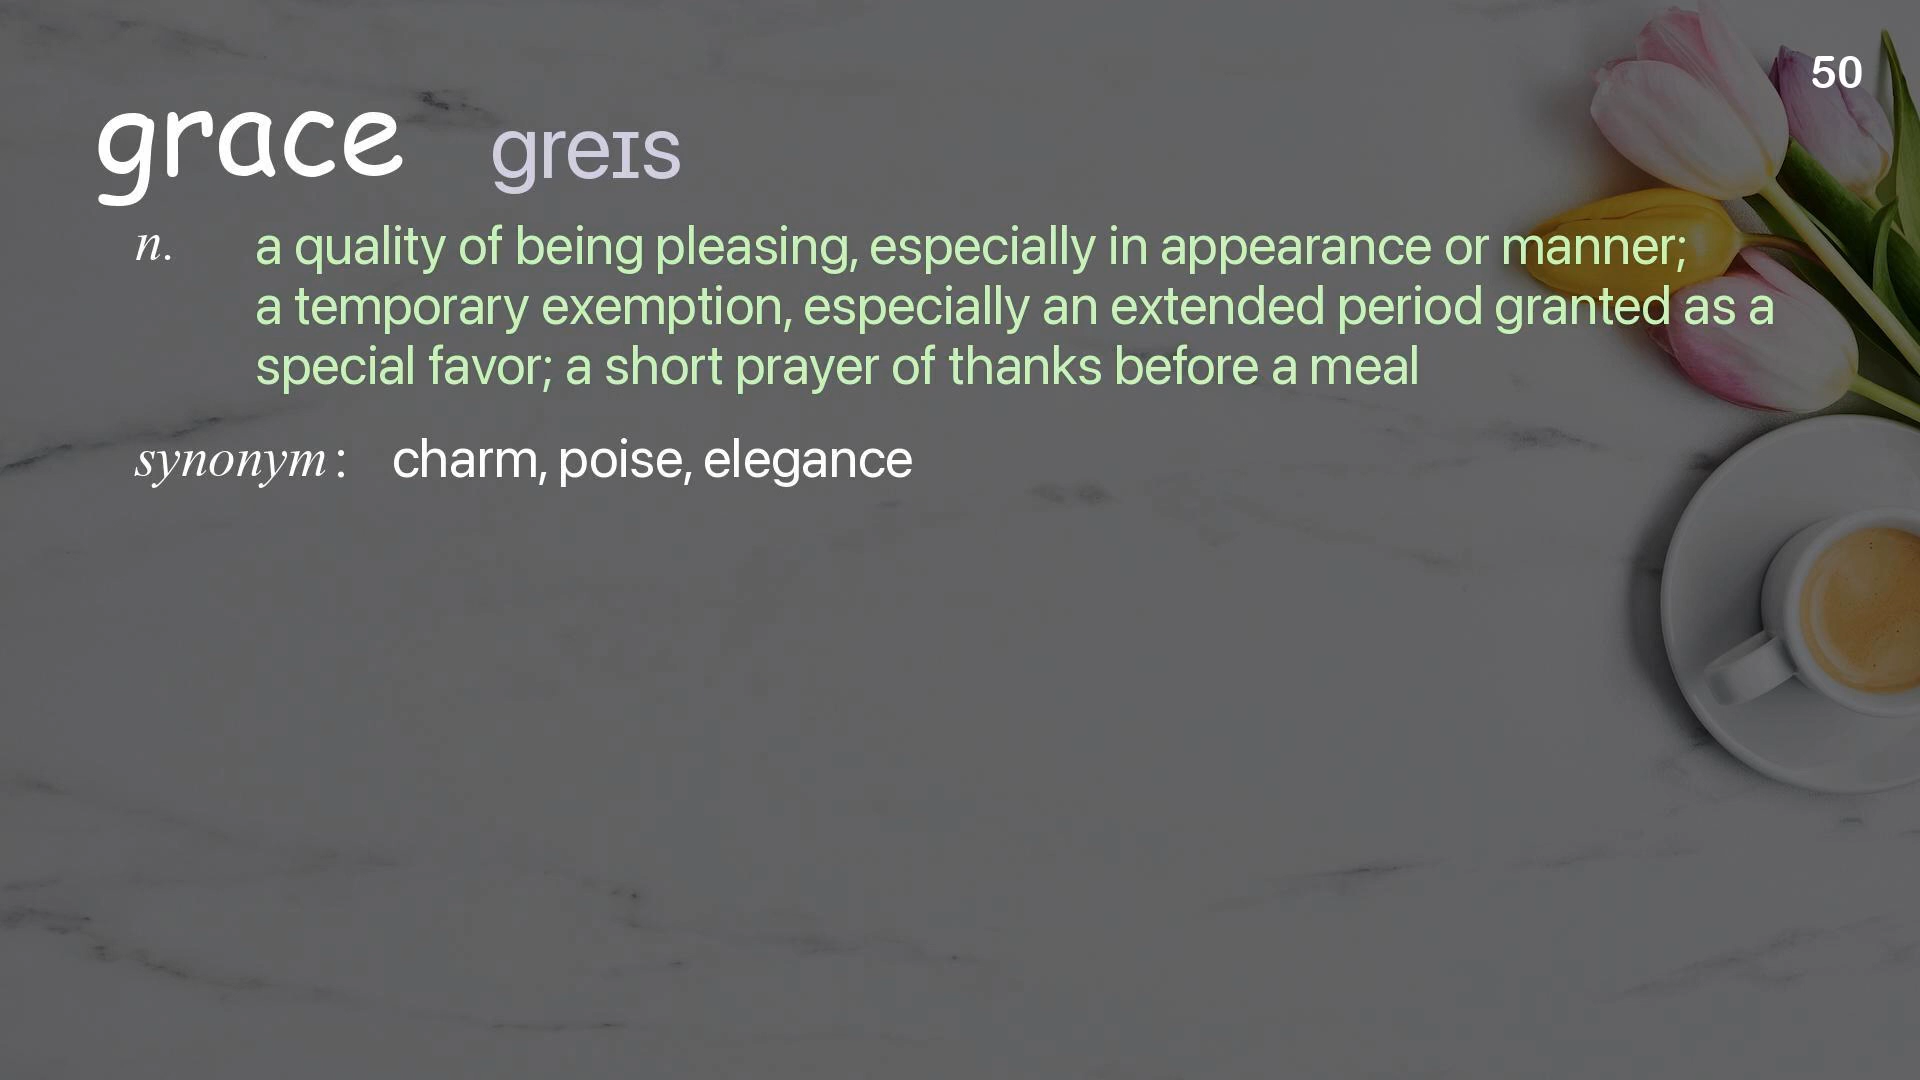 50
grace greɪs
n. a quality of being pleasing, especially in appearance or manner;
a temporary exemption, especially an extended period granted as a
special favor; a short prayer of thanks before a meal
synonym: charm, poise, elegance